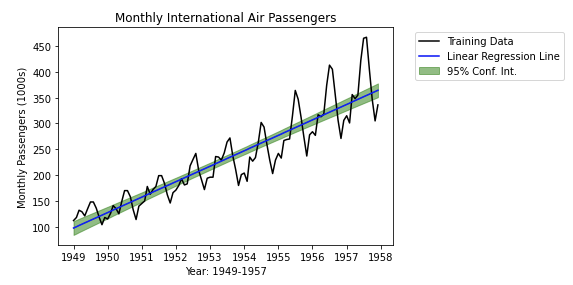 Monthly International Air Passengers
Monthly Passengers (1000s)
450
400
350
300
250
200
150
100
1949 1950 1951 1952 1953 1954 1955 1956 1957 1958
Year: 1949-1957
Training Data
Linear Regression Line
95% Conf. Int.